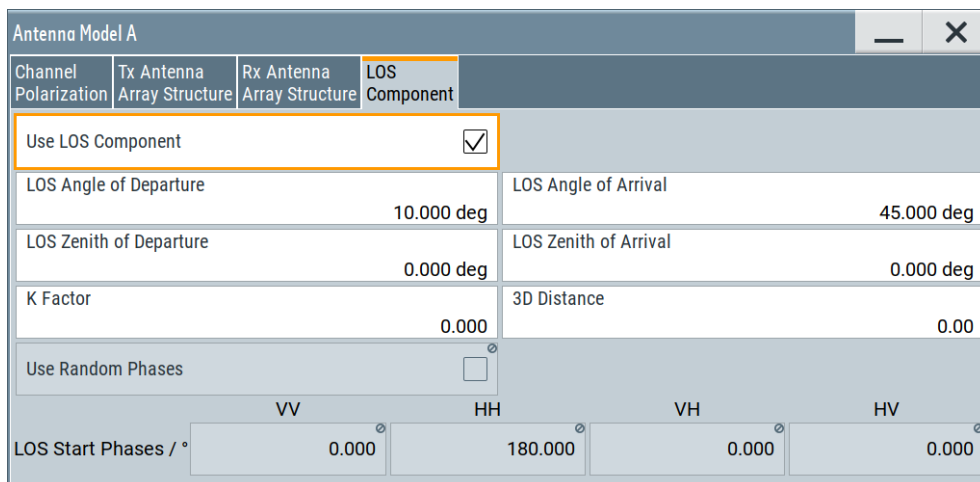 Antenna Model A
Channel Polarization
Tx Antenna Array Structure
Rx Antenna Array Structure
LOS Component
Use LOS Component
LOS Angle of Departure
10.000 deg
LOS Angle of Arrival
45.000 deg
LOS Zenith of Departure
0.000 deg
LOS Zenith of Arrival
0.000 deg
K Factor
0.000
3D Distance
0.00
Use Random Phases
VV HH VH HV
LOS Start Phases / ° 0.000 180.000 0.000 0.000